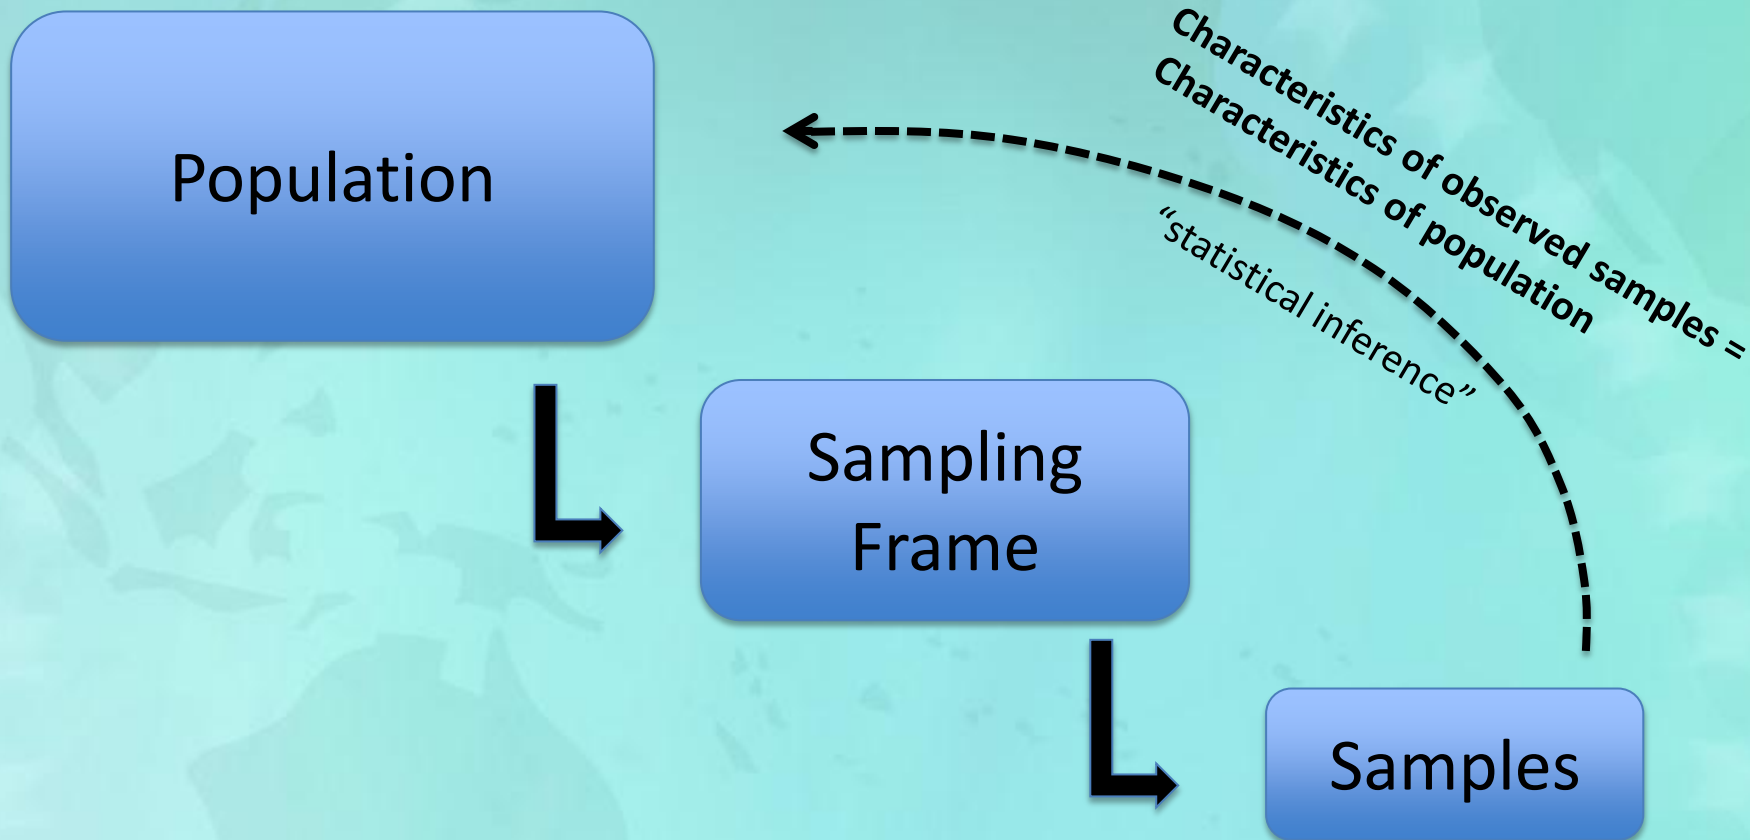 Population
Characteristics of observed samples =
Characteristics of population
“statistical inference”
Sampling
Frame
Samples